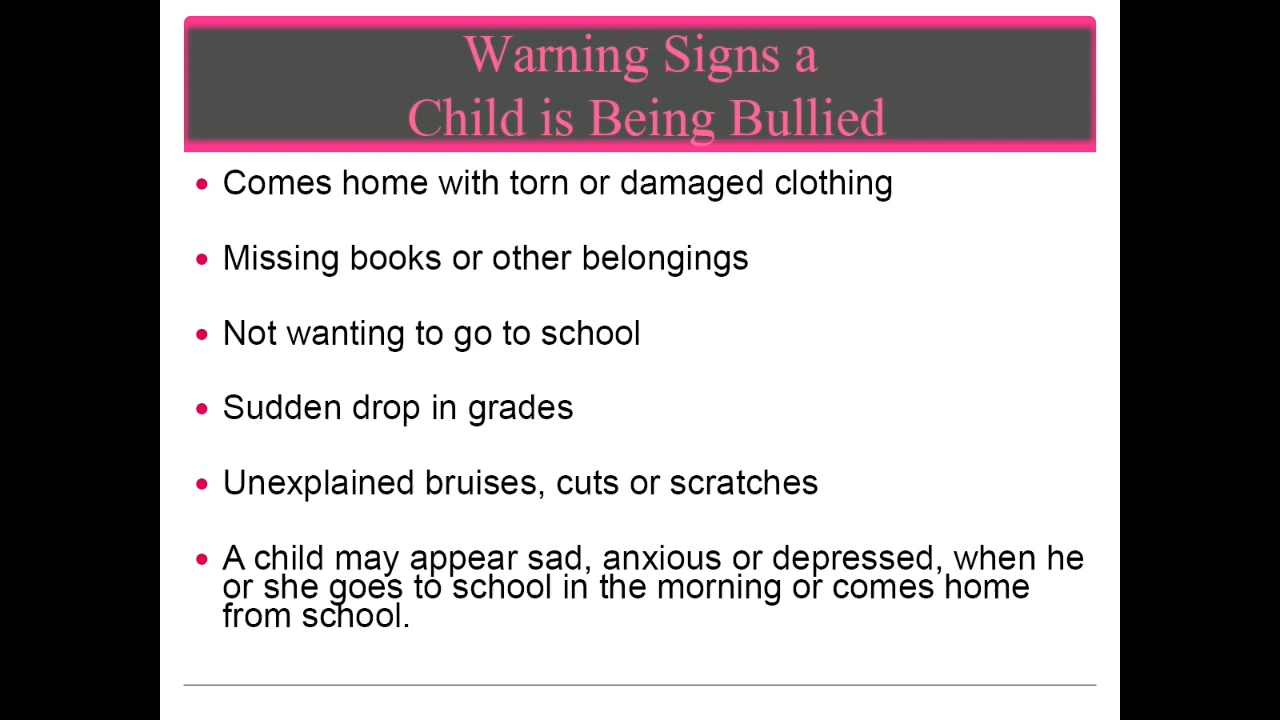 Warning Signs a
Child is Being Bullied
• Comes home with torn or damaged clothing
• Missing books or other belongings
• Not wanting to go to school
• Sudden drop in grades
• Unexplained bruises, cuts or scratches
• A child may appear sad, anxious or depressed, when he
or she goes to school in the morning or comes home
from school.